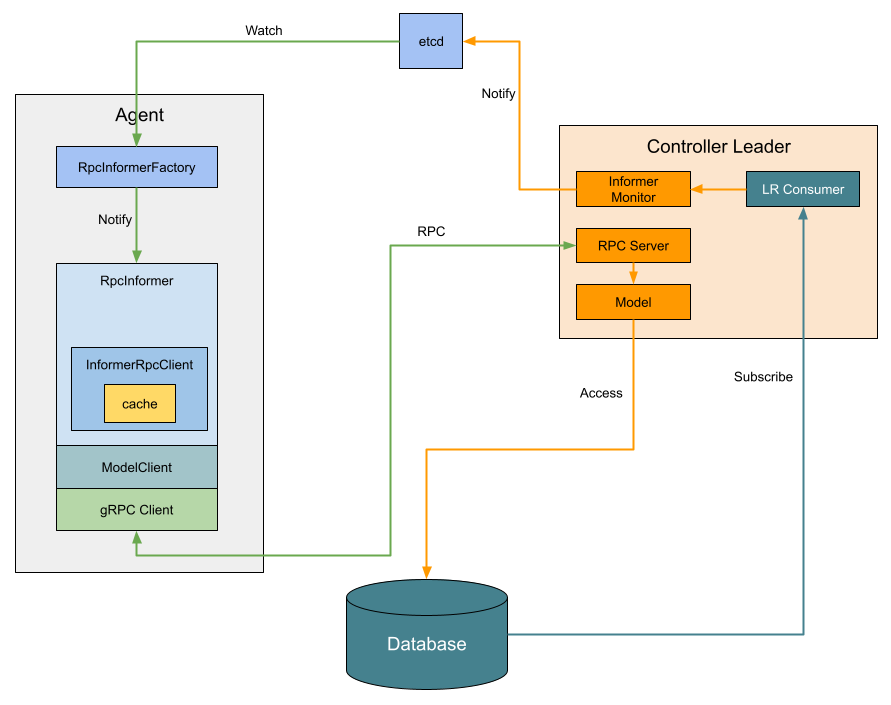 Watch
etcd
Notify
Agent
RpcInformerFactory
Notify
RpcInformer
InformerRpcClient
cache
ModelClient
gRPC Client
RPC
Controller Leader
Informer
Monitor
LR Consumer
RPC Server
Model
Access
Subscribe
Database